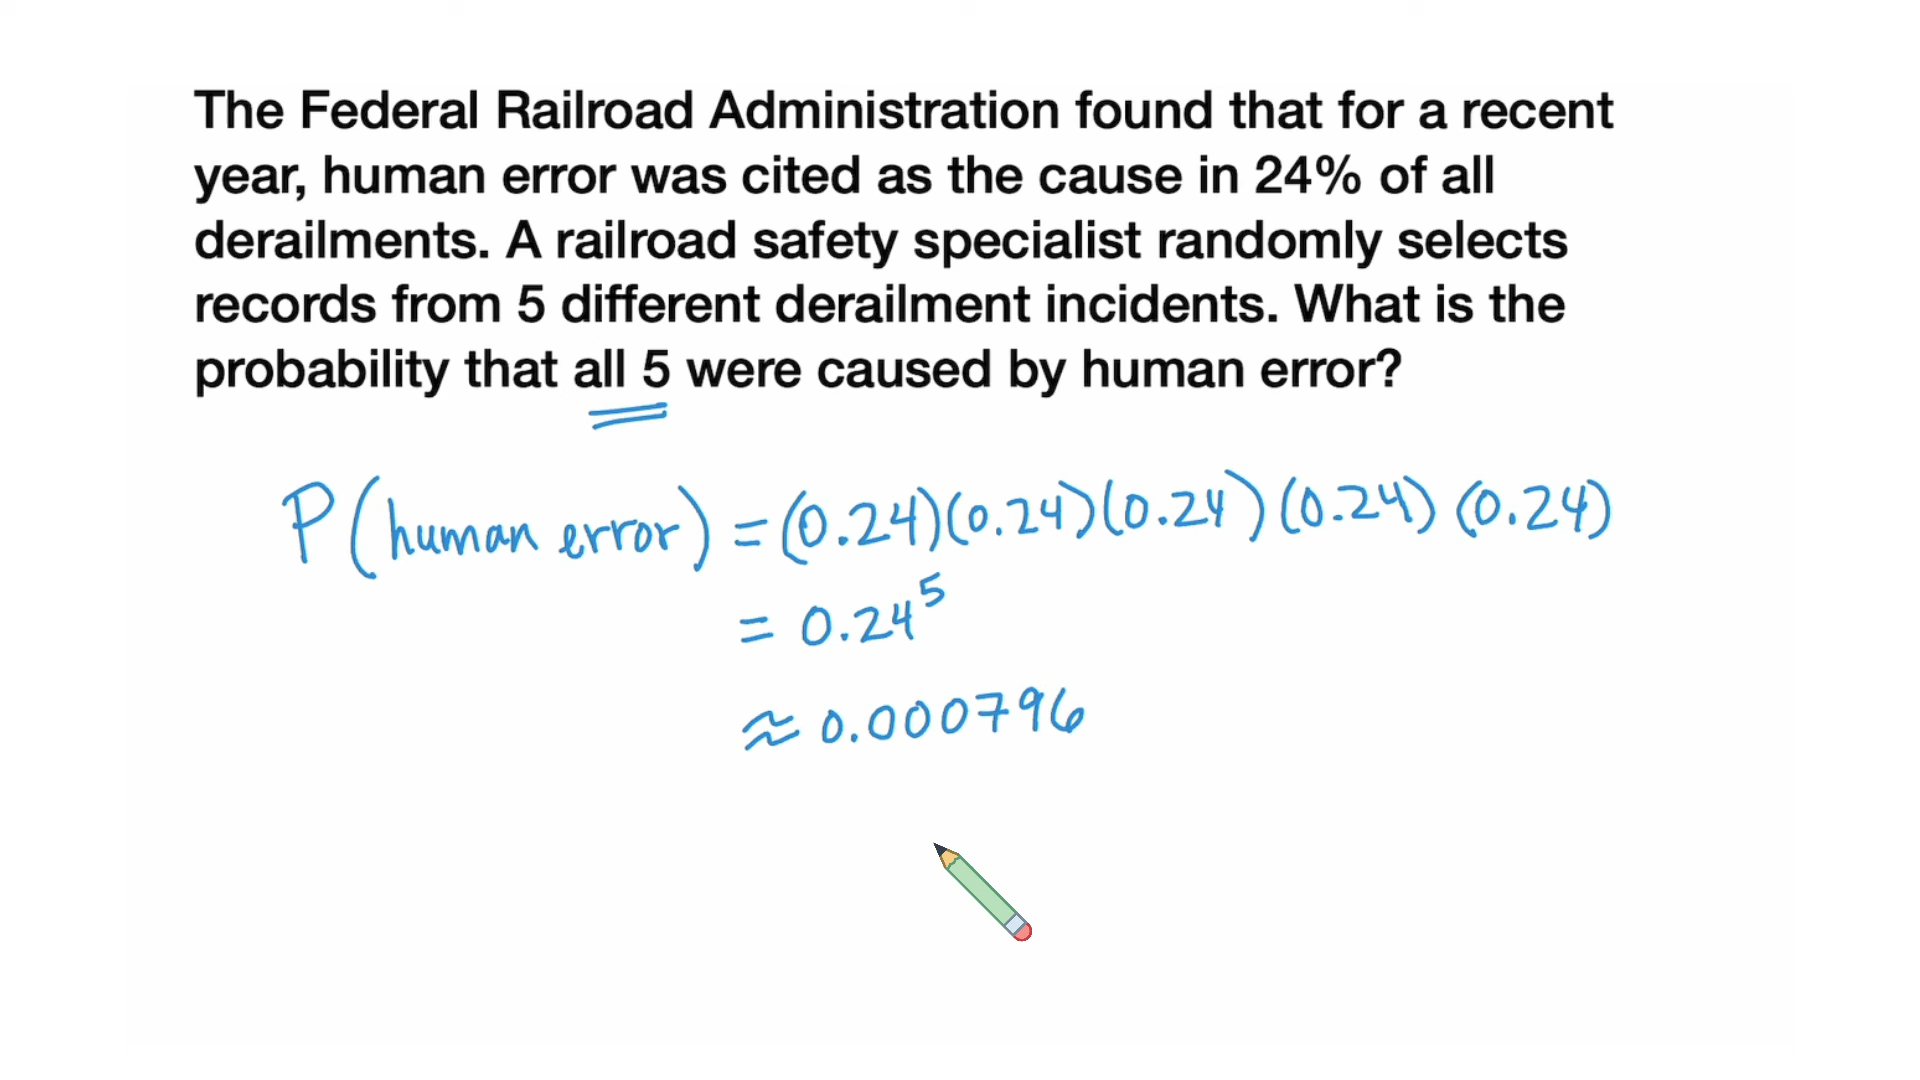 The Federal Railroad Administration found that for a recent
year, human error was cited as the cause in 24% of all
derailments. A railroad safety specialist randomly selects
records from 5 different derailment incidents. What is the
probability that all 5 were caused by human error?
P(human error) = (0.24)(0.24)(0.24)(0.24)(0.24)
= 0.24⁵
≈ 0.000796